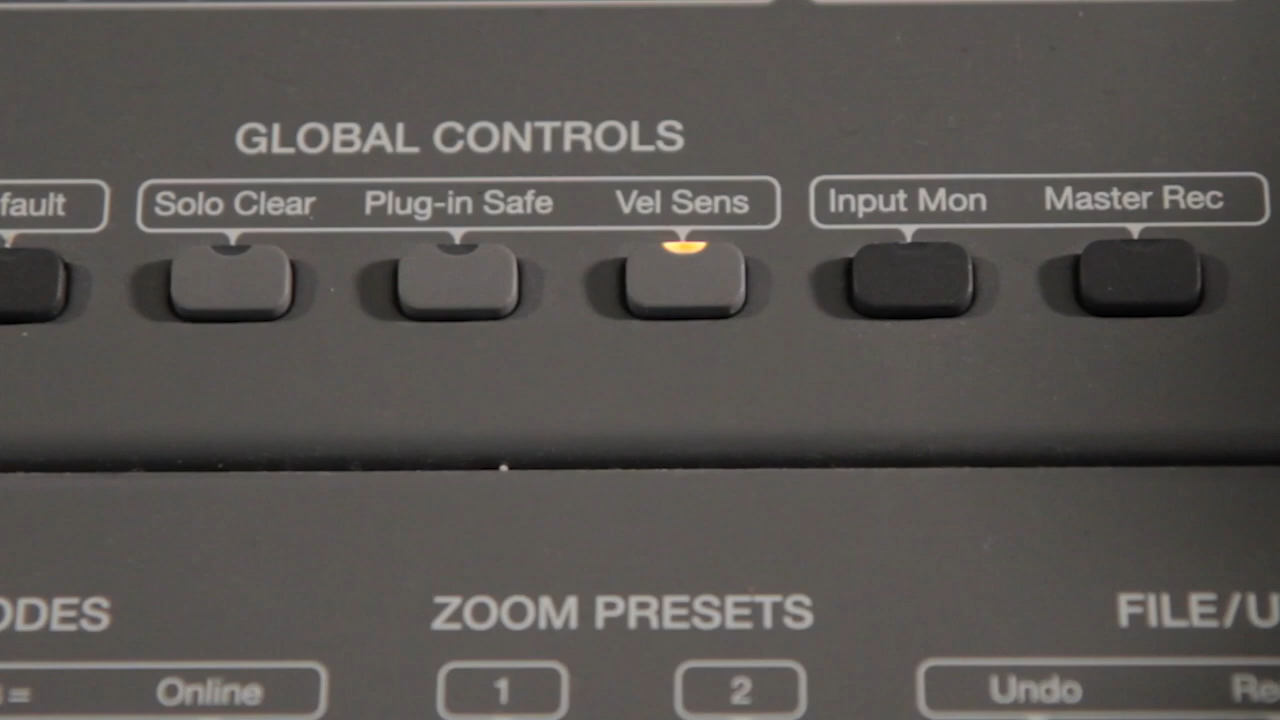 GLOBAL CONTROLS
fault Solo Clear Plug-in Safe Vel Sens Input Mon Master Rec
ODES ZOOM PRESETS FILE/U
= Online 1 2 Undo Re